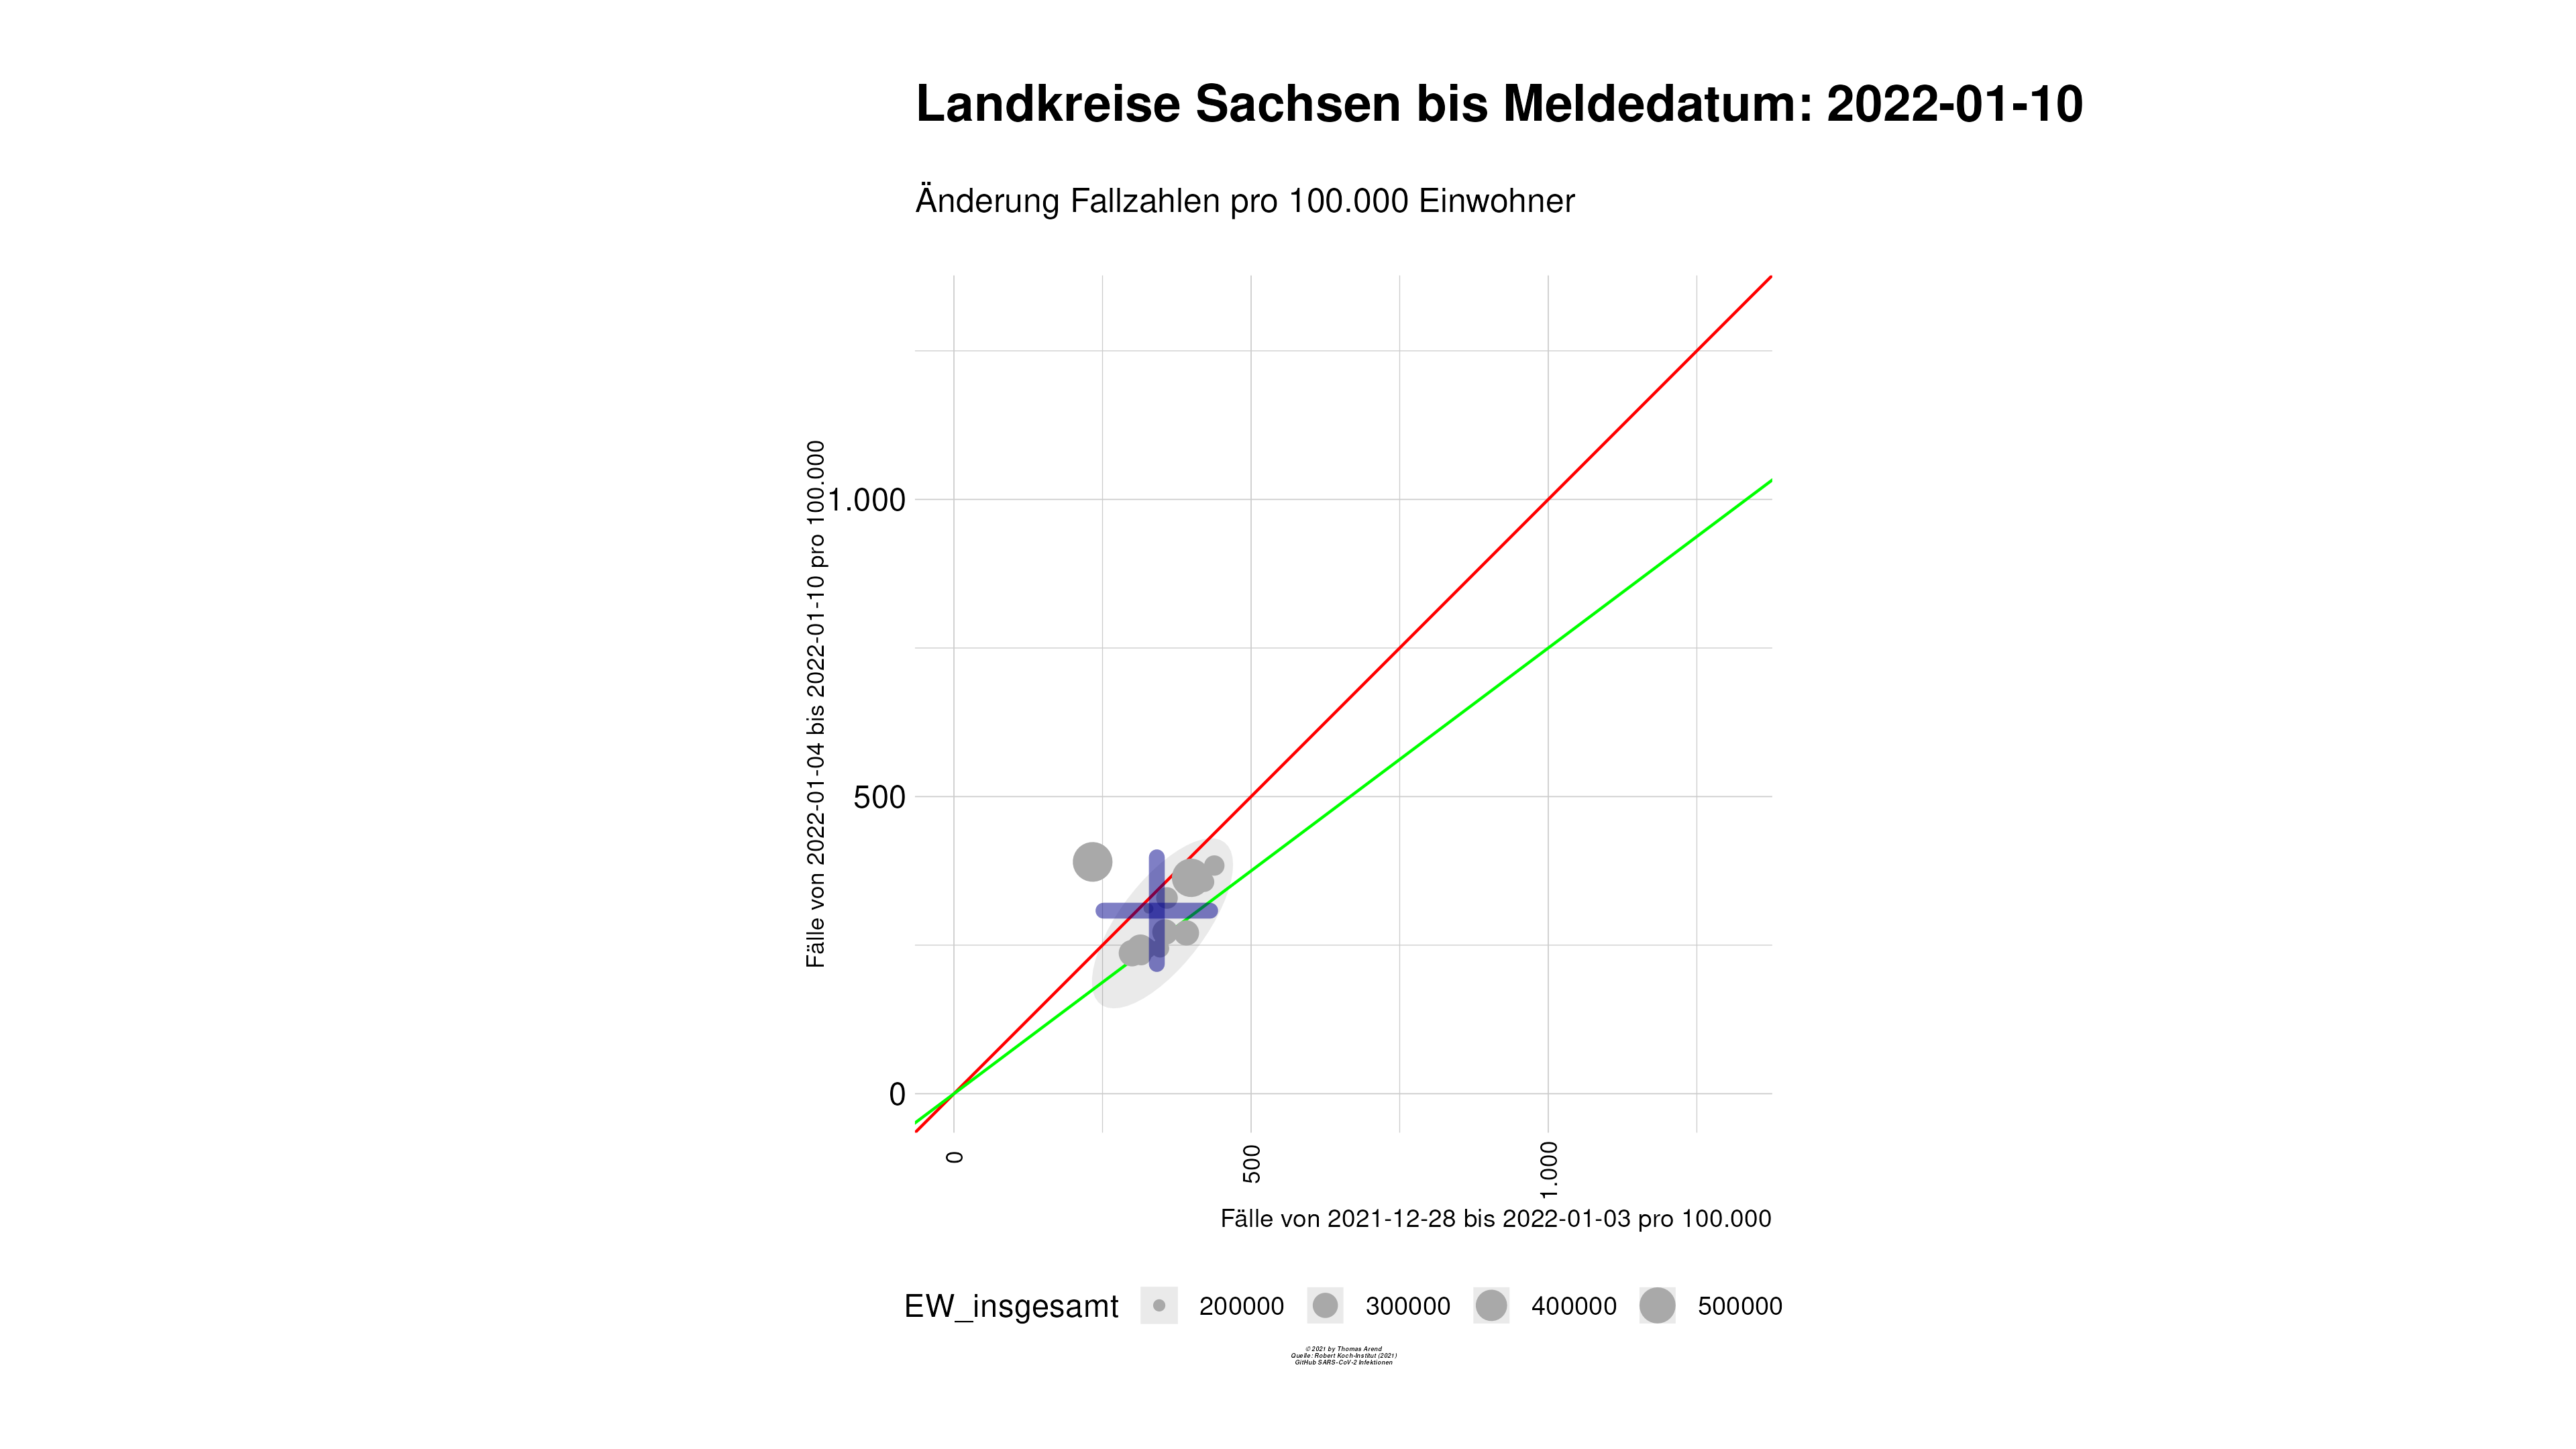 Landkreise Sachsen bis Meldedatum: 2022-01-10
Änderung Fallzahlen pro 100.000 Einwohner
Fälle von 2022-01-04 bis 2022-01-10 pro 100.000
1.000
500
0
0
500
1.000
Fälle von 2021-12-28 bis 2022-01-03 pro 100.000
EW_insgesamt 200000 300000 400000 500000
© 2021 by Thomas Arend
Quelle: Robert Koch-Institut (2021)
GitHub SARS-CoV-2 Infektionen